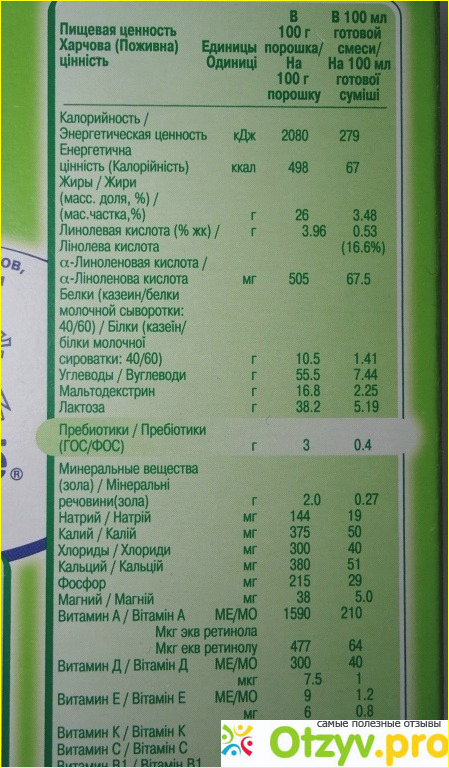 Пищевая ценность
Харчова (Поживна)
цінність
Единицы
Одиниці
В
100 г
порошка/
На
100 г
порошку
В 100 мл
готовой
смеси/
На 100 мл
готової
суміші
Калорийность /
Энергетическая ценность кДж 2080 279
Енергетична
цінність (Калорійність) ккал 498 67
Жиры / Жири
(масс. доля, %) /
(мас.частка,%) г 26 3.48
Линолевая кислота (% жк) / г 3.96 0.53
Лінолева кислота (16.6%)
α-Линоленовая кислота /
α-Ліноленова кислота мг 505 67.5
Белки (казеин/белки
молочной сыворотки:
40/60) / Білки (казеїн/
білки молочної
сироватки: 40/60) г 10.5 1.41
Углеводы / Вуглеводи г 55.5 7.44
Мальтодекстрин г 16.8 2.25
Лактоза г 38.2 5.19
Пребиотики / Пребіотики
(ГОС/ФОС) г 3 0.4
Минеральные вещества
(зола) / Мінеральні
речовини(зола) г 2.0 0.27
Натрий / Натрій мг 144 19
Калий / Калій мг 375 50
Хлориды / Хлориди мг 300 40
Кальций / Кальцій мг 380 51
Фосфор мг 215 29
Магний / Магній мг 38 5.0
Витамин А / Вітамін А МЕ/МО 1590 210
Мкг экв ретинола
Мкг екв ретинолу 477 64
Витамин Д / Вітамін Д МЕ/МО 300 40
мкг 7.5 1
Витамин Е / Вітамін Е МЕ/МО 9 1.2
мг 6 0.8
Витамин К / Вітамін К
Витамин С / Вітамін С
Витамин В1 / Вітамін В1
ов,
®
самые полезные отзывы
Otzyv.pro